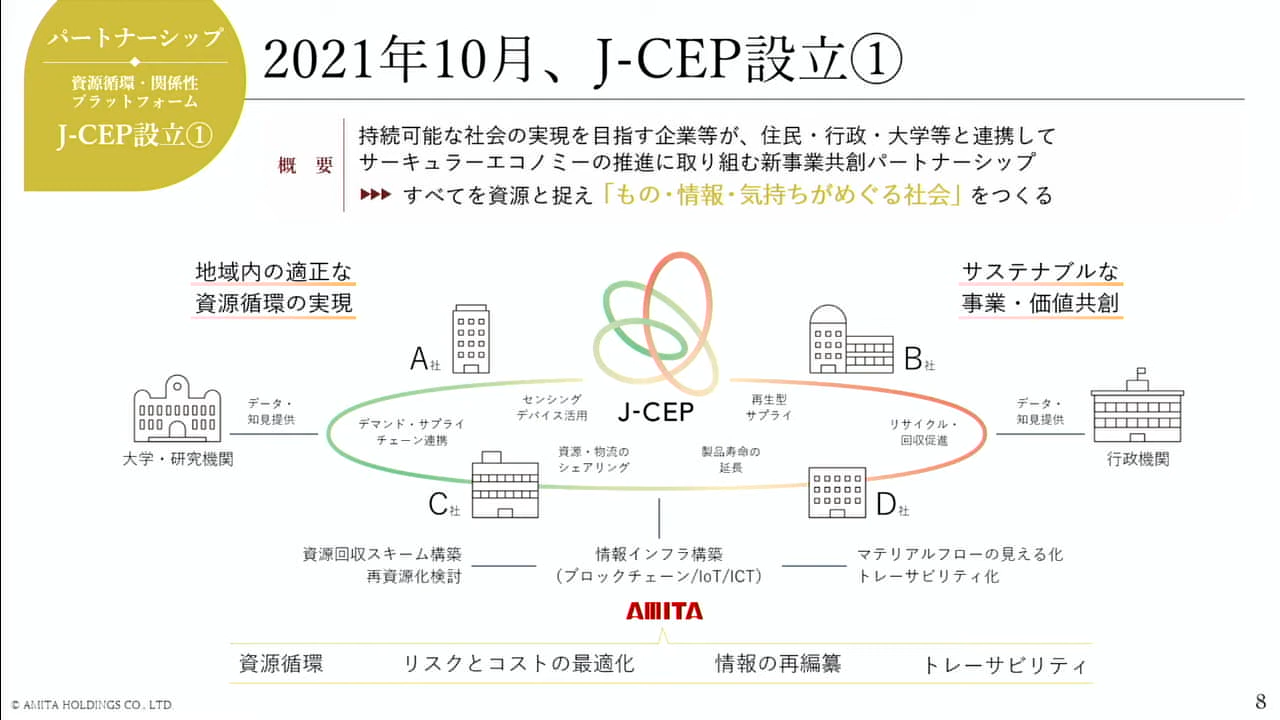 パートナーシップ
資源循環・関係性
プラットフォーム
J-CEP設立①
2021年10月、J-CEP設立①
概 要
持続可能な社会の実現を目指す企業等が、住民・行政・大学等と連携して
サーキュラーエコノミーの推進に取り組む新事業共創パートナーシップ
すべてを資源と捉え「もの・情報・気持ちがめぐる社会」をつくる
地域内の適正な
資源循環の実現
サステナブルな
事業・価値共創
A社
B社
大学・研究機関
データ・
知見提供
デマンド・サプライ
チェーン連携
センシング
デバイス活用
J-CEP
再生型
サプライ
リサイクル・
回収促進
データ・
知見提供
行政機関
資源・物流の
シェアリング
製品寿命の
延長
C社
D社
資源回収スキーム構築
再資源化検討
情報インフラ構築
（ブロックチェーン/IoT/ICT）
マテリアルフローの見える化
トレーサビリティ化
AMITA
資源循環
リスクとコストの最適化
情報の再編纂
トレーサビリティ
© AMITA HOLDINGS CO., LTD.
8